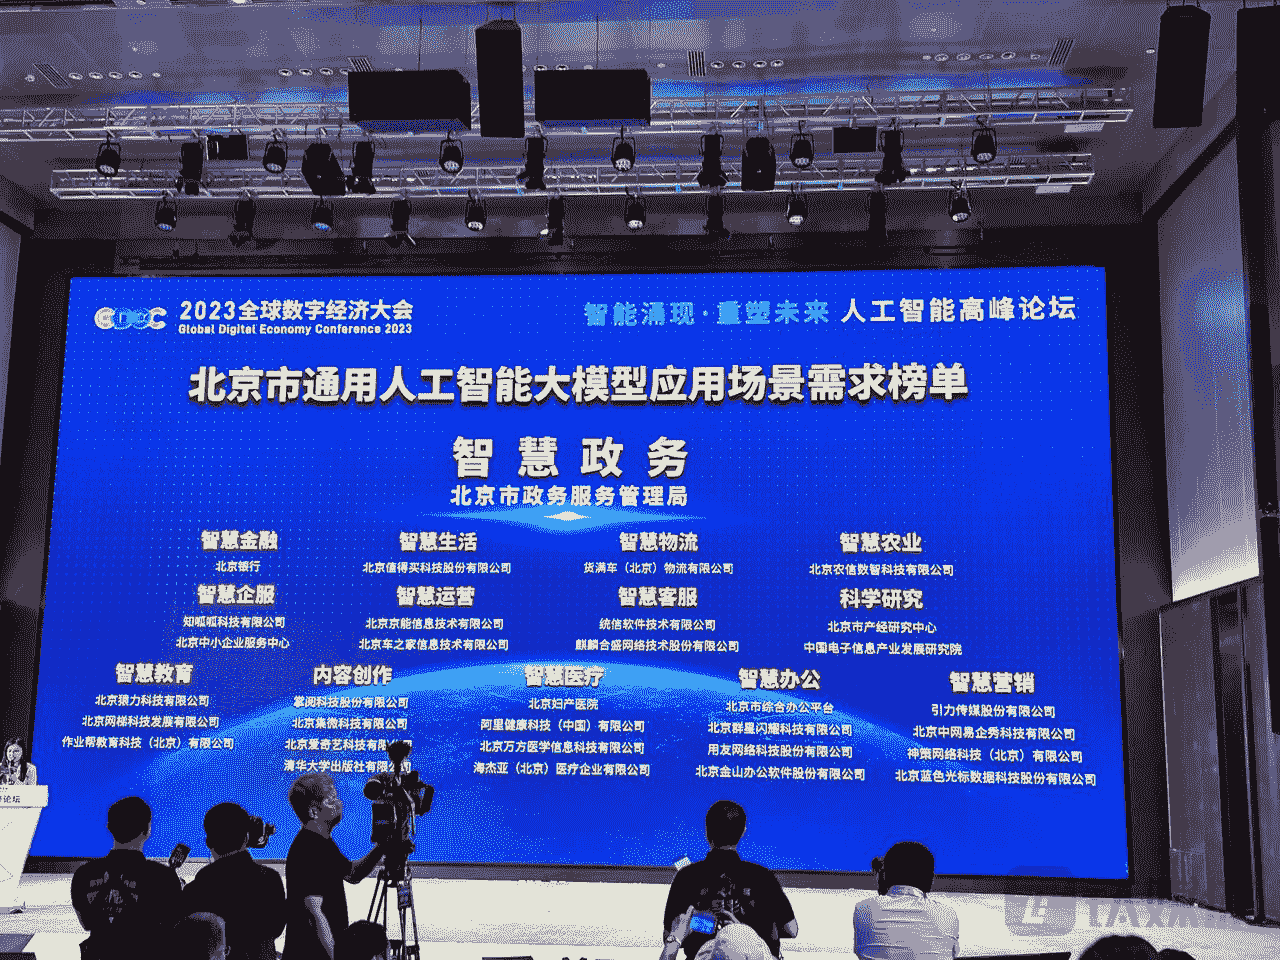 GDEC 2023全球数字经济大会
Global Digital Economy Conference 2023
智能涌现·重塑未来 人工智能高峰论坛
北京市通用人工智能大模型应用场景需求榜单
智慧政务
北京市政务服务管理局
智慧金融 智慧生活 智慧物流 智慧农业
北京银行 北京值得买科技股份有限公司 货满车（北京）物流有限公司 北京农信数智科技有限公司
智慧企服 智慧运营 智慧客服 科学研究
知呱呱科技有限公司 北京京能信息技术有限公司 统信软件技术有限公司 北京市产经研究中心
北京中小企业服务中心 北京车之家信息技术有限公司 麒麟合盛网络技术股份有限公司 中国电子信息产业发展研究院
智慧教育 内容创作 智慧医疗 智慧办公 智慧营销
北京猿力科技有限公司 掌阅科技股份有限公司 北京妇产医院 北京市综合办公平台 引力传媒股份有限公司
北京网梯科技发展有限公司 北京集微科技有限公司 阿里健康科技（中国）有限公司 北京群星闪耀科技有限公司 北京中网易企秀科技有限公司
作业帮教育科技（北京）有限公司 北京爱奇艺科技有限 北京万方医学信息科技有限公司 用友网络科技股份有限公司 神策网络科技（北京）有限公司
清华大学出版社有限公司 海杰亚（北京）医疗企业有限公司 北京金山办公软件股份有限公司 北京蓝色光标数据科技股份有限公司
论坛